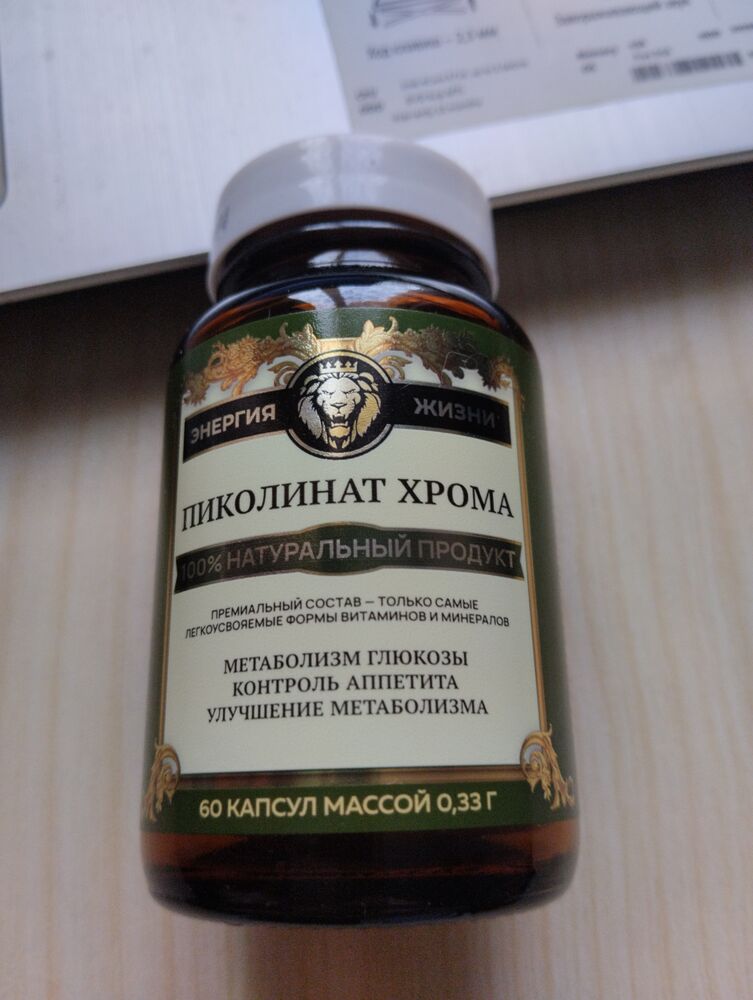 ЭНЕРГИЯ ЖИЗНИ
ПИКОЛИНАТ ХРОМА
100% НАТУРАЛЬНЫЙ ПРОДУКТ
ПРЕМИАЛЬНЫЙ СОСТАВ — ТОЛЬКО САМЫЕ
ЛЕГКОУСВОЯЕМЫЕ ФОРМЫ ВИТАМИНОВ И МИНЕРАЛОВ
МЕТАБОЛИЗМ ГЛЮКОЗЫ
КОНТРОЛЬ АППЕТИТА
УЛУЧШЕНИЕ МЕТАБОЛИЗМА
60 КАПСУЛ МАССОЙ 0,33 Г